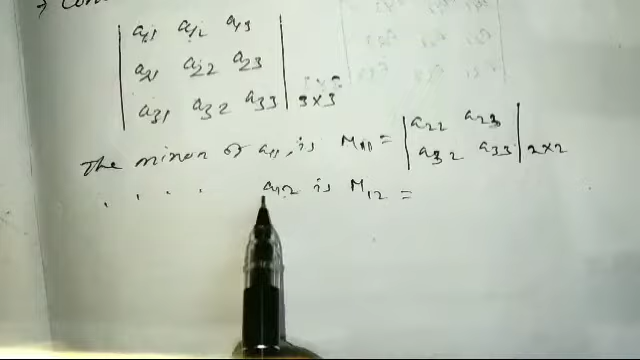 → Con
| a11 a12 a13 |
| a21 a22 a23 |
| a31 a32 a33 | 3×3
The minor of a11, is M11 = | a22 a23 |
| a32 a33 | 2×2
" " " " a12 is M12 =